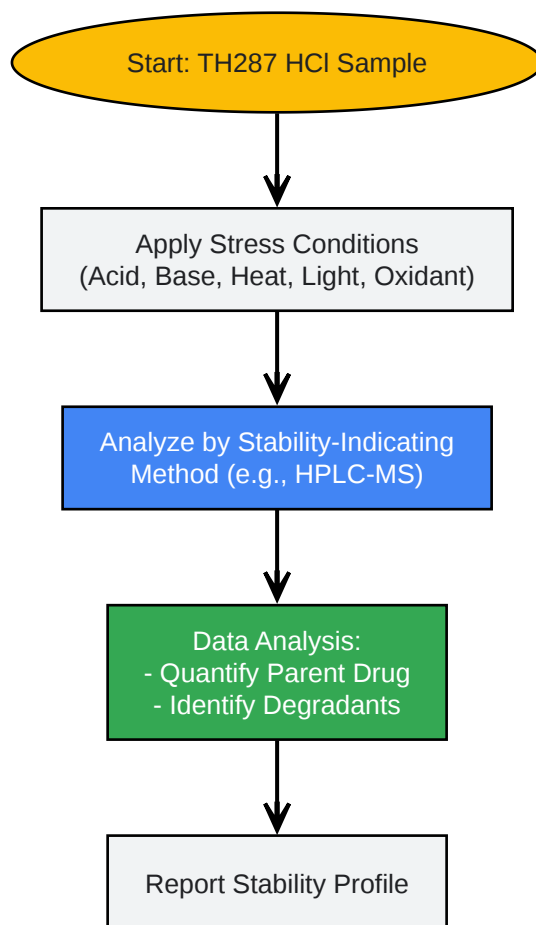 Start: TH287 HCl Sample
Apply Stress Conditions
(Acid, Base, Heat, Light, Oxidant)
Analyze by Stability-Indicating
Method (e.g., HPLC-MS)
Data Analysis:
- Quantify Parent Drug
- Identify Degradants
Report Stability Profile